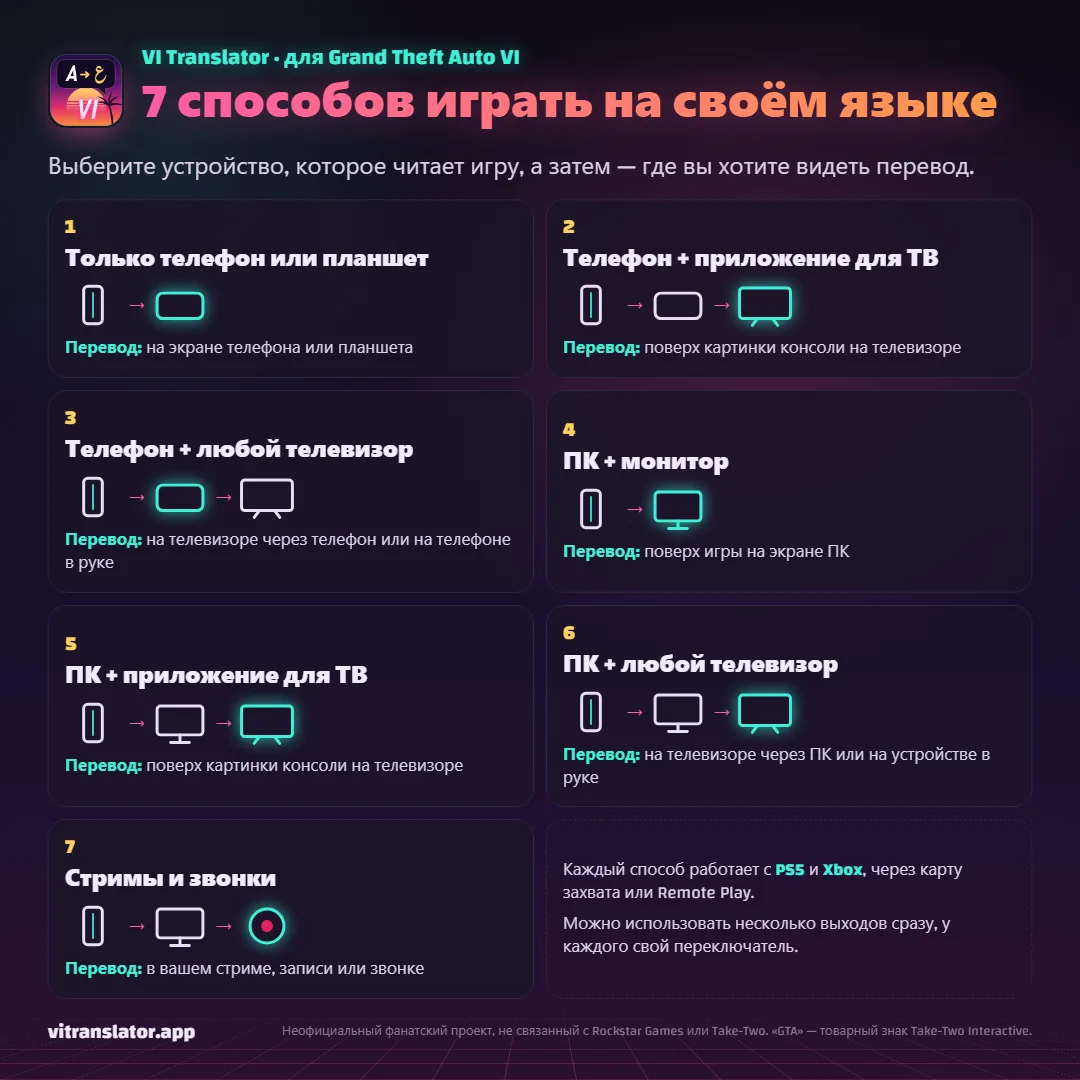 A→ع
VI
VI Translator · для Grand Theft Auto VI
7 способов играть на своём языке
Выберите устройство, которое читает игру, а затем — где вы хотите видеть перевод.
1
Только телефон или планшет
→
Перевод: на экране телефона или планшета
2
Телефон + приложение для ТВ
→ →
Перевод: поверх картинки консоли на телевизоре
3
Телефон + любой телевизор
→ →
Перевод: на телевизоре через телефон или на телефоне
в руке
4
ПК + монитор
→
Перевод: поверх игры на экране ПК
5
ПК + приложение для ТВ
→ →
Перевод: поверх картинки консоли на телевизоре
6
ПК + любой телевизор
→ →
Перевод: на телевизоре через ПК или на устройстве в
руке
7
Стримы и звонки
→ →
Перевод: в вашем стриме, записи или звонке
Каждый способ работает с PS5 и Xbox, через карту
захвата или Remote Play.
Можно использовать несколько выходов сразу, у
каждого свой переключатель.
vitranslator.app
Неофициальный фанатский проект, не связанный с Rockstar Games или Take-Two. «GTA» — товарный знак Take-Two Interactive.